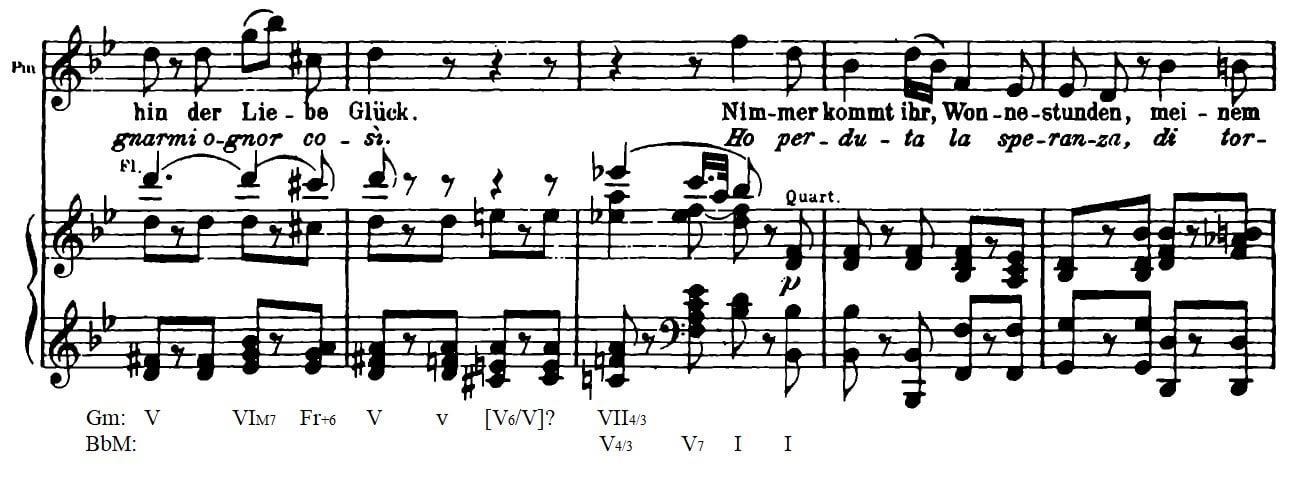 Pm
hin der Lie - be Glück. Nim-mer kommt ihr, Won-ne-stunden, mei - nem
gnarmi o-gnor co - sì. Ho per-du-ta la spe-ran-za, di tor-
Fl.
Quart.
p
Gm: V VIM7 Fr+6 V v [V6/V]? VII4/3
BbM: V4/3 V7 I I